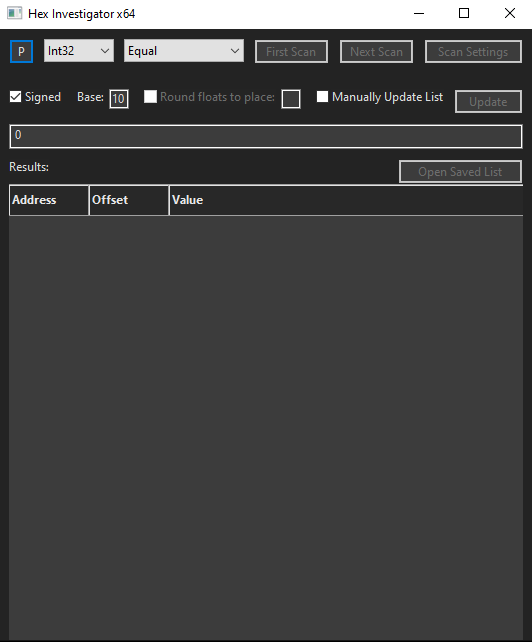 Hex Investigator x64
P Int32 Equal First Scan Next Scan Scan Settings
Signed Base: 10 Round floats to place: Manually Update List Update
0
Results: Open Saved List
Address Offset Value